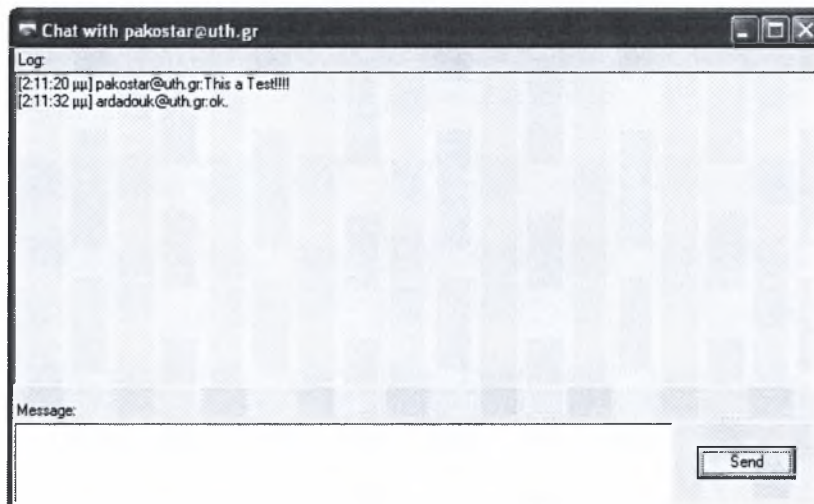 Chat with pakostar@uth.gr
Log:
[2:11:20 μμ] pakostar@uth.gr:This a Test!!!!
[2:11:32 μμ] ardadouk@uth.gr:ok.
Message:
Send